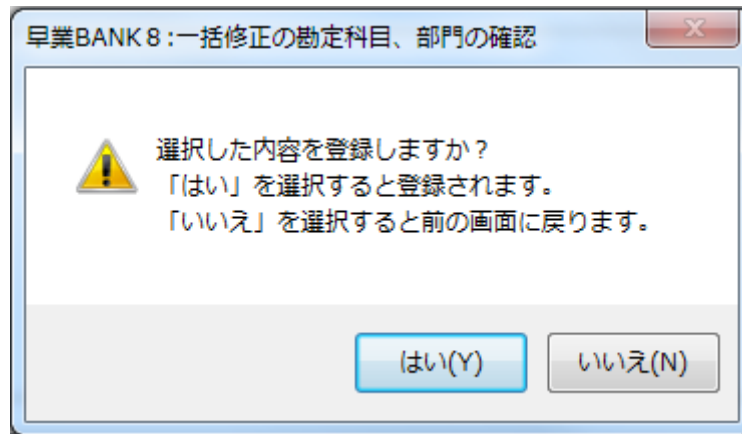 早業BANK８:一括修正の勘定科目、部門の確認
選択した内容を登録しますか？
「はい」を選択すると登録されます。
「いいえ」を選択すると前の画面に戻ります。
はい(Y)
いいえ(N)